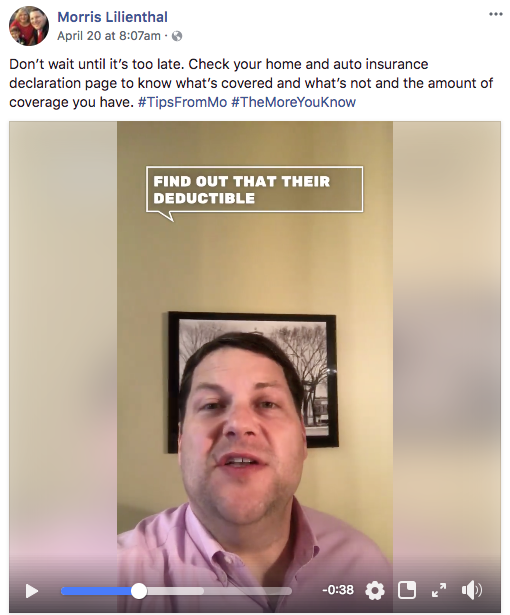 Morris Lilienthal
April 20 at 8:07am ·
Don’t wait until it’s too late. Check your home and auto insurance
declaration page to know what’s covered and what’s not and the amount of
coverage you have. #TipsFromMo #TheMoreYouKnow
FIND OUT THAT THEIR
DEDUCTIBLE
-0:38